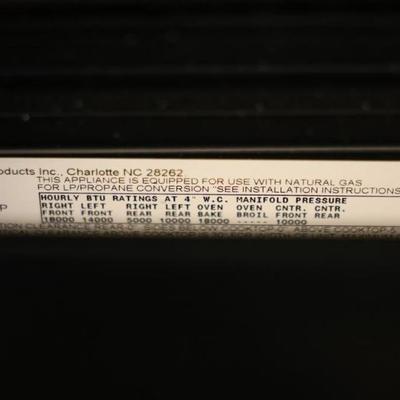 oducts Inc., Charlotte NC 28262
THIS APPLIANCE IS EQUIPPED FOR USE WITH NATURAL GAS
FOR LP/PROPANE CONVERSION "SEE INSTALLATION INSTRUCTIONS
HOURLY BTU RATINGS AT 4" W.C. MANIFOLD PRESSURE
P RIGHT LEFT RIGHT LEFT OVEN OVEN CNTR. CNTR.
FRONT FRONT REAR REAR BAKE BROIL FRONT REAR
18000 14000 5000 10000 18000 ----- 10000